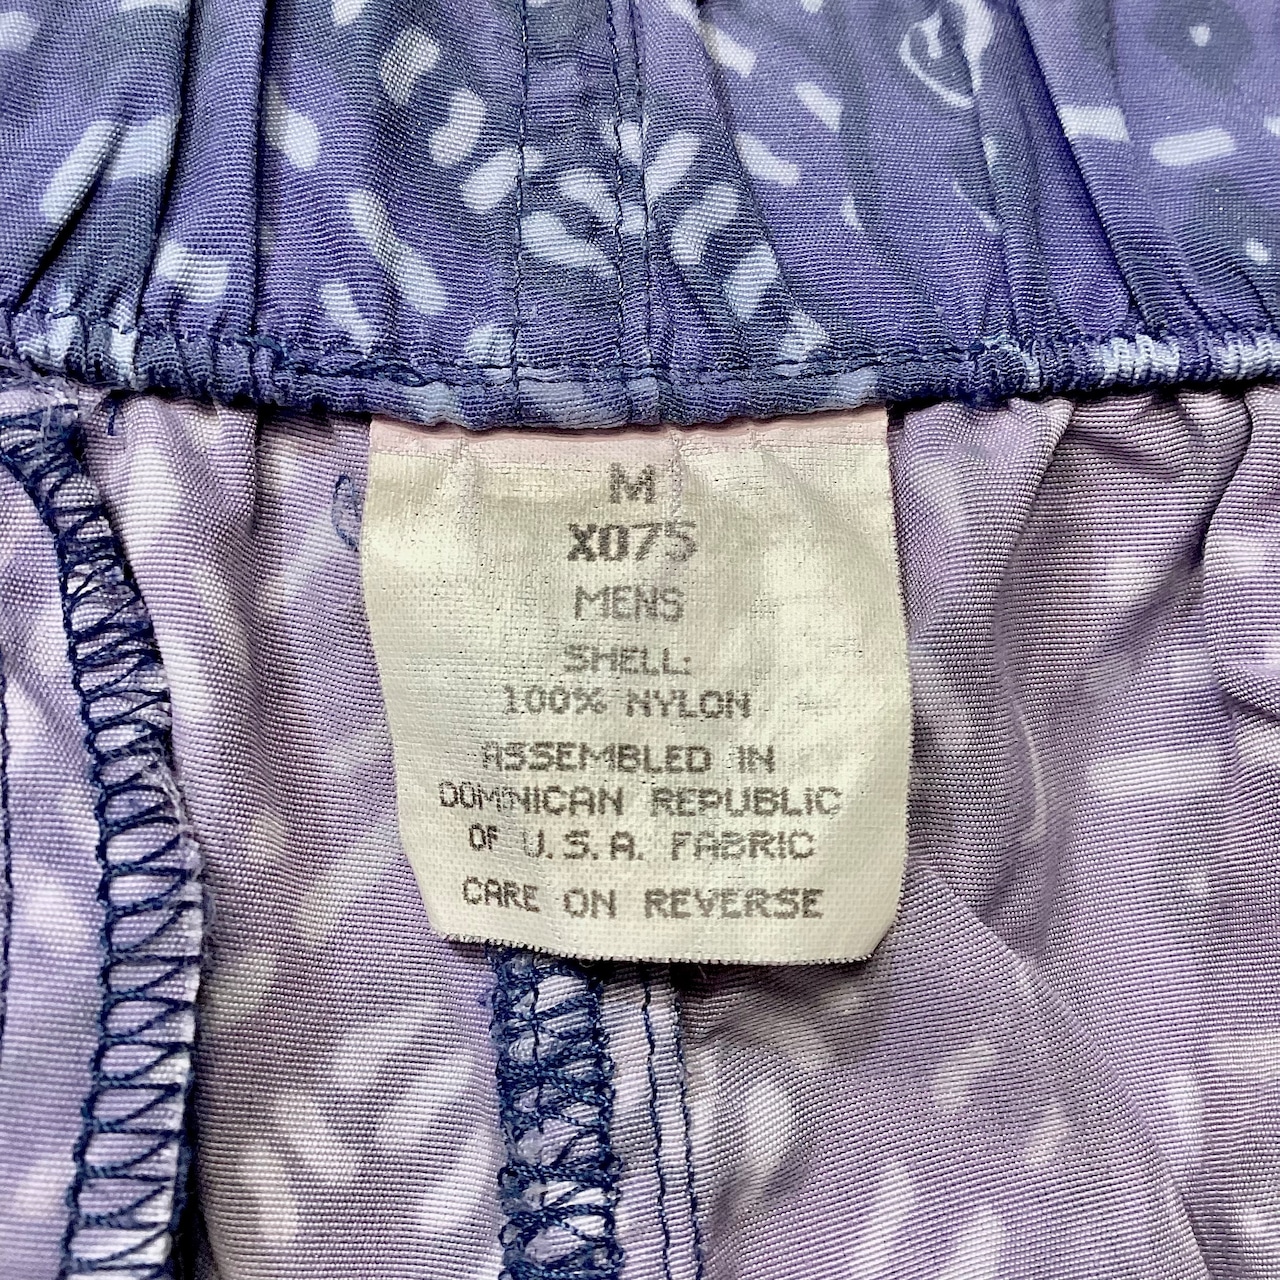 M
X075
MENS
SHELL:
100% NYLON
ASSEMBLED IN
DOMINICAN REPUBLIC
OF U.S.A. FABRIC
CARE ON REVERSE